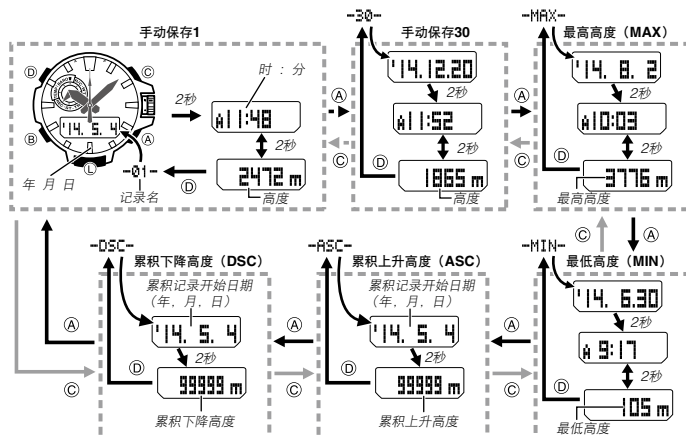 手动保存1
Ⓓ
Ⓒ
Ⓑ
Ⓐ
Ⓛ
'14. 5. 4
年 月 日
-01-
记录名
2秒
时 : 分
A11:48
2472 m
高度
Ⓓ
Ⓐ
Ⓒ
-30-
手动保存30
'14.12.20
2秒
A11:52
2秒
Ⓓ
1865 m
高度
Ⓐ
Ⓒ
-MAX-
最高高度（MAX）
'14. 8. 2
2秒
A10:03
2秒
Ⓓ
3776 m
最高高度
Ⓒ
Ⓐ
-MIN-
最低高度（MIN）
'14. 6.30
2秒
A 9:17
2秒
Ⓓ
105 m
最低高度
Ⓐ
Ⓒ
-ASC-
累积上升高度（ASC）
累积记录开始日期
（年，月，日）
'14. 5. 4
2秒
Ⓓ
99999 m
累积上升高度
Ⓐ
Ⓒ
-DSC-
累积下降高度（DSC）
累积记录开始日期
（年，月，日）
'14. 5. 4
2秒
Ⓓ
99999 m
累积下降高度
Ⓐ
Ⓒ